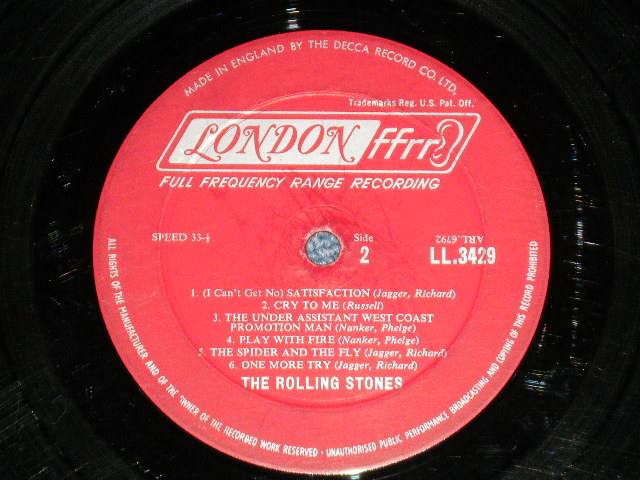 MADE IN ENGLAND BY THE DECCA RECORD CO. LTD.
Trademarks Reg. U.S. Pat. Off.
LONDON ffrr
FULL FREQUENCY RANGE RECORDING
SPEED 33⅓
Side
2
ARL.6792
LL.3429
1. (I Can't Get No) SATISFACTION (Jagger, Richard)
2. CRY TO ME (Russell)
3. THE UNDER ASSISTANT WEST COAST
PROMOTION MAN (Nanker, Phelge)
4. PLAY WITH FIRE (Nanker, Phelge)
5. THE SPIDER AND THE FLY (Jagger, Richard)
6. ONE MORE TRY (Jagger, Richard)
THE ROLLING STONES
ALL RIGHTS OF THE MANUFACTURER AND OF THE OWNER OF THE RECORDED WORK RESERVED · UNAUTHORISED PUBLIC PERFORMANCE BROADCASTING AND COPYING OF THIS RECORD PROHIBITED